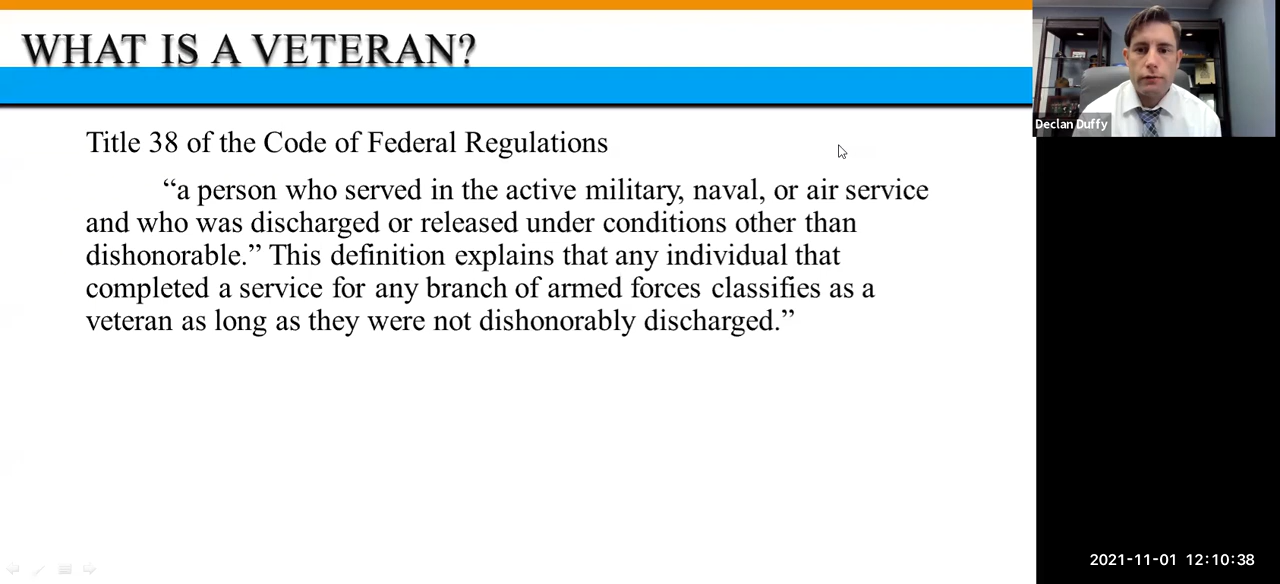 WHAT IS A VETERAN?
Declan Duffy
Title 38 of the Code of Federal Regulations
“a person who served in the active military, naval, or air service
and who was discharged or released under conditions other than
dishonorable.” This definition explains that any individual that
completed a service for any branch of armed forces classifies as a
veteran as long as they were not dishonorably discharged.”
2021-11-01 12:10:38